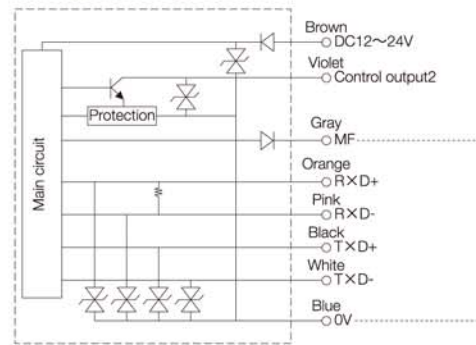 Brown
DC12～24V
Violet
Control output2
Protection
Gray
MF
Main circuit
Orange
R×D+
Pink
R×D-
Black
T×D+
White
T×D-
Blue
0V